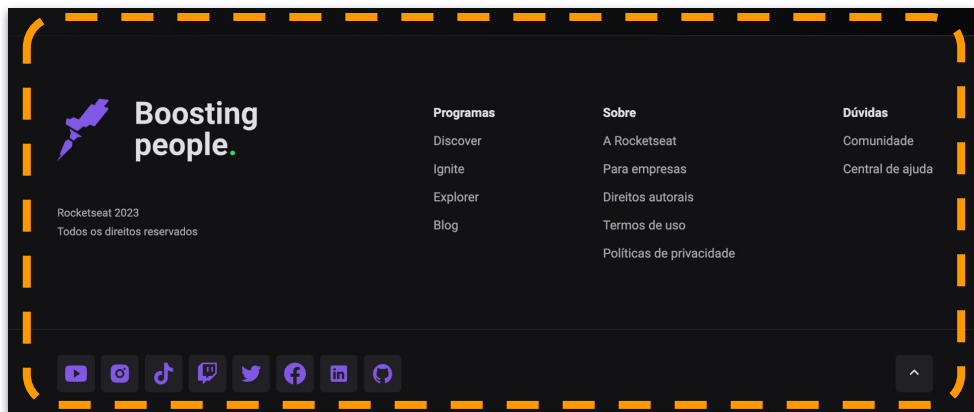 Boosting
people.
Rocketseat 2023
Todos os direitos reservados
Programas
Discover
Ignite
Explorer
Blog
Sobre
A Rocketseat
Para empresas
Direitos autorais
Termos de uso
Políticas de privacidade
Dúvidas
Comunidade
Central de ajuda
in